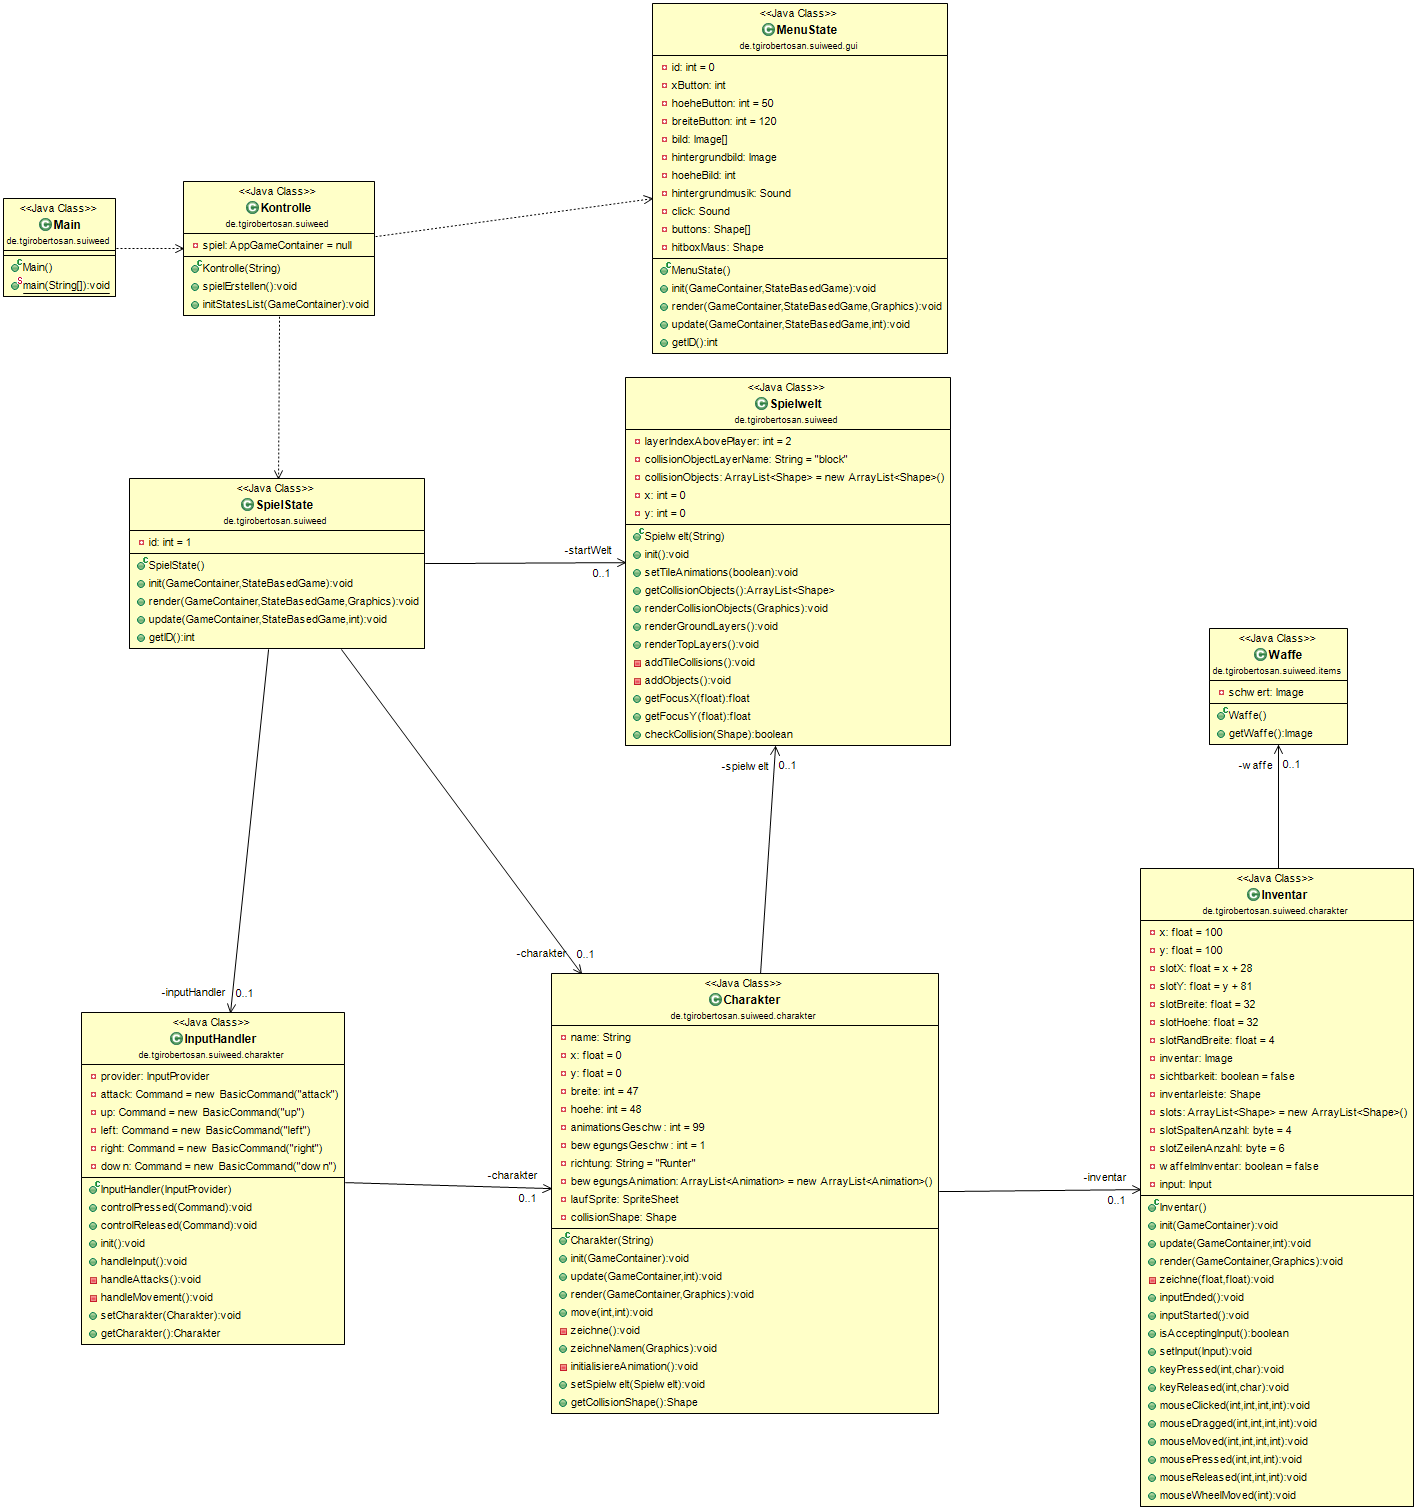 <<Java Class>>
MenuState
de.tgirobertosan.suiweed.gui
id: int = 0
xButton: int
hoeheButton: int = 50
breiteButton: int = 120
bild: Image[]
hintergrundbild: Image
hoeheBild: int
hintergrundmusik: Sound
click: Sound
buttons: Shape[]
hitboxMaus: Shape
MenuState()
init(GameContainer,StateBasedGame):void
render(GameContainer,StateBasedGame,Graphics):void
update(GameContainer,StateBasedGame,int):void
getID():int
<<Java Class>>
Kontrolle
de.tgirobertosan.suiweed
spiel: AppGameContainer = null
Kontrolle(String)
spielErstellen():void
initStatesList(GameContainer):void
<<Java Class>>
Main
de.tgirobertosan.suiweed
Main()
main(String[]):void
<<Java Class>>
Spielwelt
de.tgirobertosan.suiweed
layerIndexAbovePlayer: int = 2
collisionObjectLayerName: String = "block"
collisionObjects: ArrayList<Shape> = new ArrayList<Shape>()
x: int = 0
y: int = 0
Spielwelt(String)
init():void
setTileAnimations(boolean):void
getCollisionObjects():ArrayList<Shape>
renderCollisionObjects(Graphics):void
renderGroundLayers():void
renderTopLayers():void
addTileCollisions():void
addObjects():void
getFocusX(float):float
getFocusY(float):float
checkCollision(Shape):boolean
<<Java Class>>
SpielState
de.tgirobertosan.suiweed
id: int = 1
SpielState()
init(GameContainer,StateBasedGame):void
render(GameContainer,StateBasedGame,Graphics):void
update(GameContainer,StateBasedGame,int):void
getID():int
-startWelt
0..1
<<Java Class>>
Waffe
de.tgirobertosan.suiweed.items
schwert: Image
Waffe()
getWaffe():Image
-spielwelt 0..1
-waffe 0..1
<<Java Class>>
Inventar
de.tgirobertosan.suiweed.charakter
x: float = 100
y: float = 100
slotX: float = x + 28
slotY: float = y + 81
slotBreite: float = 32
slotHoehe: float = 32
slotRandBreite: float = 4
inventar: Image
sichtbarkeit: boolean = false
inventarleiste: Shape
slots: ArrayList<Shape> = new ArrayList<Shape>()
slotSpaltenAnzahl: byte = 4
slotZeilenAnzahl: byte = 6
waffeImInventar: boolean = false
input: Input
Inventar()
init(GameContainer):void
update(GameContainer,int):void
render(GameContainer,Graphics):void
zeichne(float,float):void
inputEnded():void
inputStarted():void
isAcceptingInput():boolean
setInput(Input):void
keyPressed(int,char):void
keyReleased(int,char):void
mouseClicked(int,int,int,int):void
mouseDragged(int,int,int,int):void
mouseMoved(int,int,int,int):void
mousePressed(int,int,int):void
mouseReleased(int,int,int):void
mouseWheelMoved(int):void
-charakter 0..1
-inputHandler 0..1
<<Java Class>>
Charakter
de.tgirobertosan.suiweed.charakter
name: String
x: float = 0
y: float = 0
breite: int = 47
hoehe: int = 48
animationsGeschw: int = 99
bewegungsGeschw: int = 1
richtung: String = "Runter"
bewegungsAnimation: ArrayList<Animation> = new ArrayList<Animation>()
laufSprite: SpriteSheet
collisionShape: Shape
Charakter(String)
init(GameContainer):void
update(GameContainer,int):void
render(GameContainer,Graphics):void
move(int,int):void
zeichne():void
zeichneNamen(Graphics):void
initialisiereAnimation():void
setSpielwelt(Spielwelt):void
getCollisionShape():Shape
<<Java Class>>
InputHandler
de.tgirobertosan.suiweed.charakter
provider: InputProvider
attack: Command = new BasicCommand("attack")
up: Command = new BasicCommand("up")
left: Command = new BasicCommand("left")
right: Command = new BasicCommand("right")
down: Command = new BasicCommand("down")
InputHandler(InputProvider)
controlPressed(Command):void
controlReleased(Command):void
init():void
handleInput():void
handleAttacks():void
handleMovement():void
setCharakter(Charakter):void
getCharakter():Charakter
-charakter
0..1
-inventar
0..1